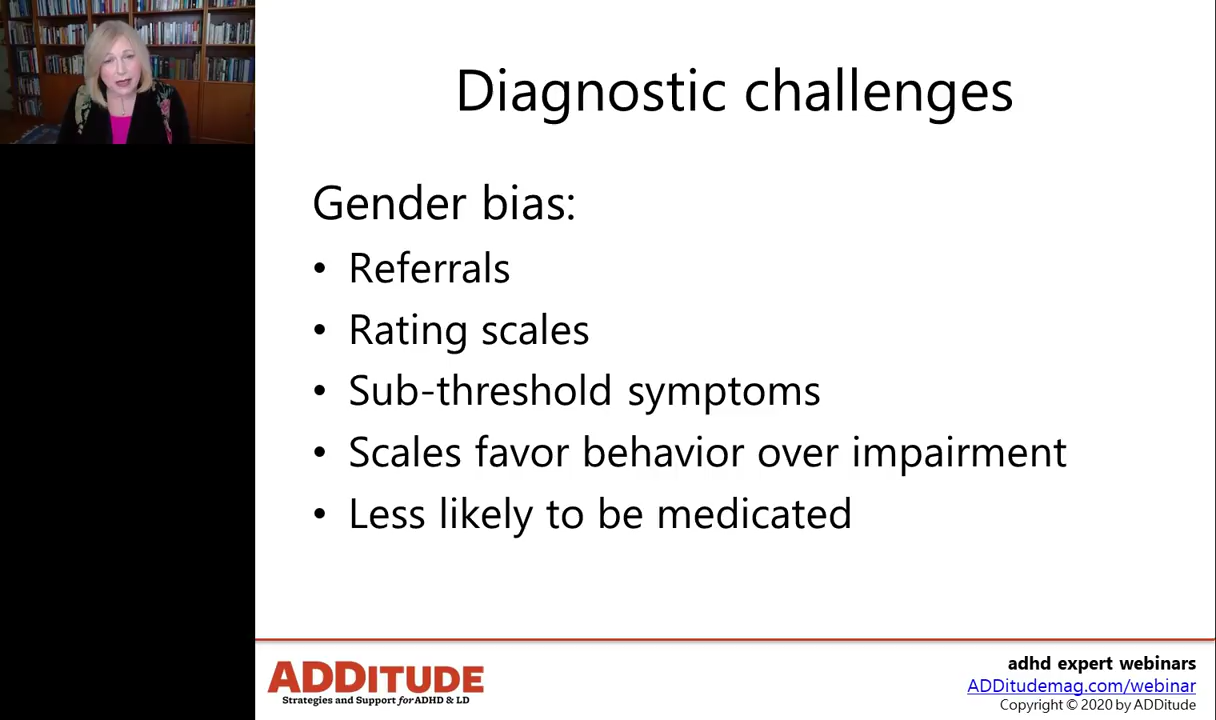 Diagnostic challenges
Gender bias:
• Referrals
• Rating scales
• Sub-threshold symptoms
• Scales favor behavior over impairment
• Less likely to be medicated
ADDITUDE
Strategies and Support for ADHD & LD
adhd expert webinars
ADDitudemag.com/webinar
Copyright © 2020 by ADDitude